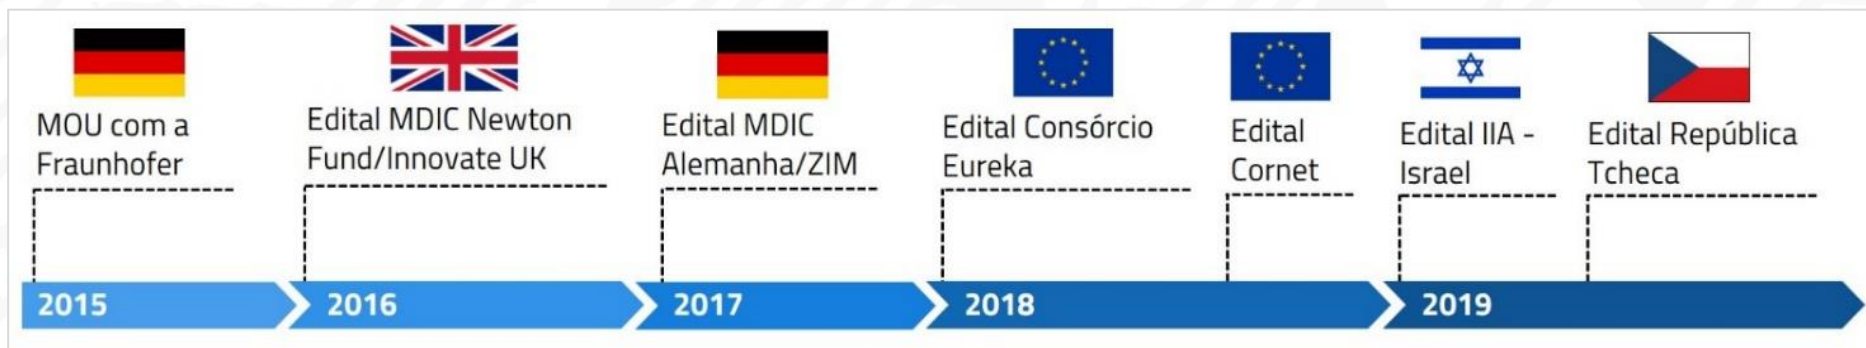 MOU com a
Fraunhofer
Edital MDIC Newton
Fund/Innovate UK
Edital MDIC
Alemanha/ZIM
Edital Consórcio
Eureka
Edital
Cornet
Edital IIA -
Israel
Edital República
Tcheca
2015
2016
2017
2018
2019